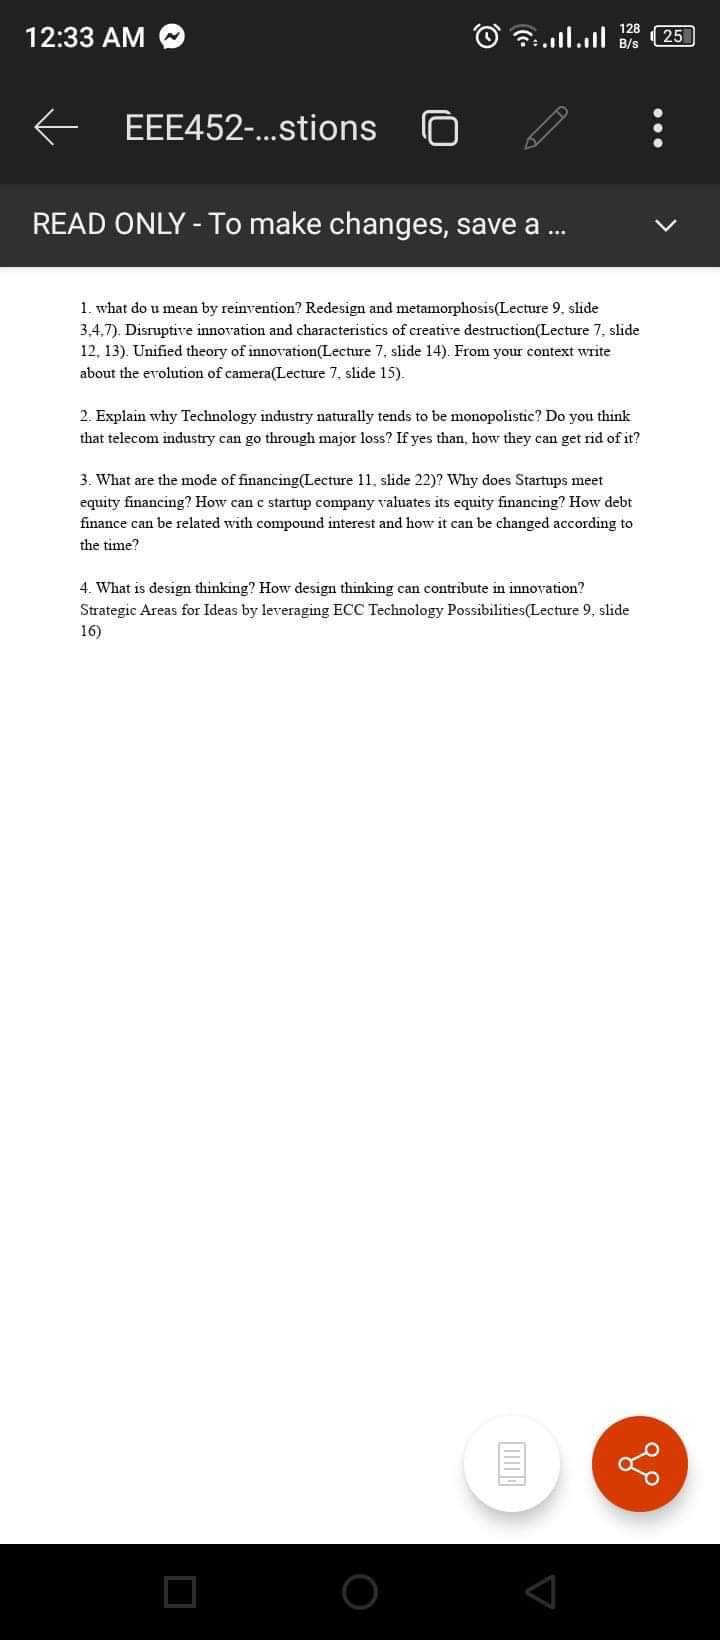 12:33 AM
128
B/s
25
EEE452-...stions
READ ONLY - To make changes, save a ...
1. what do u mean by reinvention? Redesign and metamorphosis(Lecture 9, slide
3,4,7). Disruptive innovation and characteristics of creative destruction(Lecture 7, slide
12, 13). Unified theory of innovation(Lecture 7, slide 14). From your context write
about the evolution of camera(Lecture 7, slide 15).
2. Explain why Technology industry naturally tends to be monopolistic? Do you think
that telecom industry can go through major loss? If yes than, how they can get rid of it?
3. What are the mode of financing(Lecture 11, slide 22)? Why does Startups meet
equity financing? How can c startup company valuates its equity financing? How debt
finance can be related with compound interest and how it can be changed according to
the time?
4. What is design thinking? How design thinking can contribute in innovation?
Strategic Areas for Ideas by leveraging ECC Technology Possibilities(Lecture 9, slide
16)